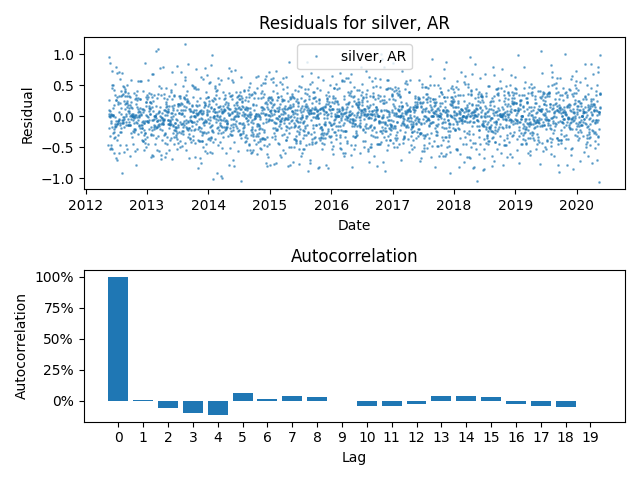 Residuals for silver, AR
silver, AR
1.0
0.5
0.0
−0.5
−1.0
Residual
2012 2013 2014 2015 2016 2017 2018 2019 2020
Date
Autocorrelation
100%
75%
50%
25%
0%
Autocorrelation
0 1 2 3 4 5 6 7 8 9 10 11 12 13 14 15 16 17 18 19
Lag